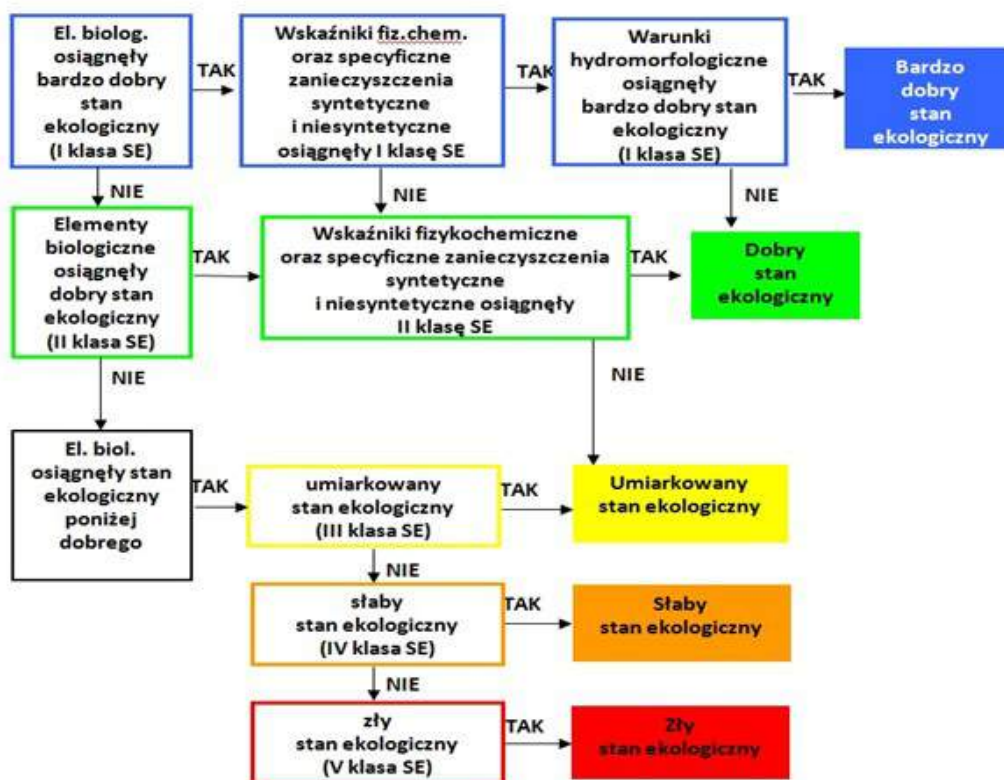 El. biolog.
osiągnęły
bardzo dobry
stan
ekologiczny
(I klasa SE)
TAK
Wskaźniki fiz.chem.
oraz specyficzne
zanieczyszczenia
syntetyczne
i niesyntetyczne
osiągnęły I klasę SE
TAK
Warunki
hydromorfologiczne
osiągnęły
bardzo dobry stan
ekologiczny
(I klasa SE)
TAK
Bardzo
dobry
stan
ekologiczny
NIE
NIE
NIE
Elementy
biologiczne
osiągnęły
dobry stan
ekologiczny
(II klasa SE)
TAK
Wskaźniki fizykochemiczne
oraz specyficzne zanieczyszczenia
syntetyczne
i niesyntetyczne osiągnęły
II klasę SE
TAK
Dobry
stan
ekologiczny
NIE
NIE
El. biol.
osiągnęły stan
ekologiczny
poniżej
dobrego
TAK
umiarkowany
stan ekologiczny
(III klasa SE)
TAK
Umiarkowany
stan ekologiczny
NIE
słaby
stan ekologiczny
(IV klasa SE)
TAK
Słaby
stan ekologiczny
NIE
zły
stan ekologiczny
(V klasa SE)
TAK
Zły
stan ekologiczny